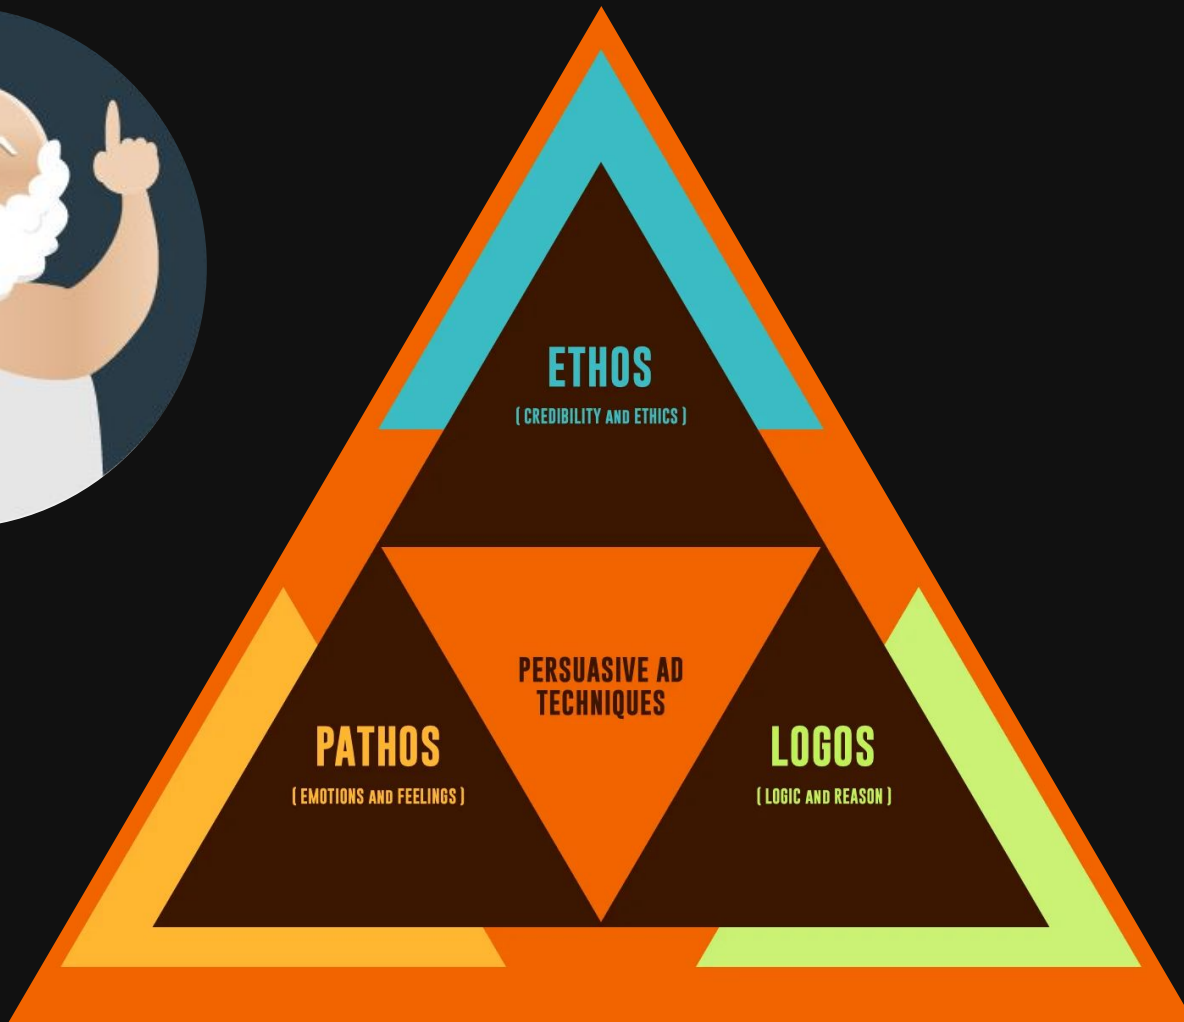 ETHOS
( CREDIBILITY AND ETHICS )
PERSUASIVE AD
TECHNIQUES
PATHOS
( EMOTIONS AND FEELINGS )
LOGOS
( LOGIC AND REASON )